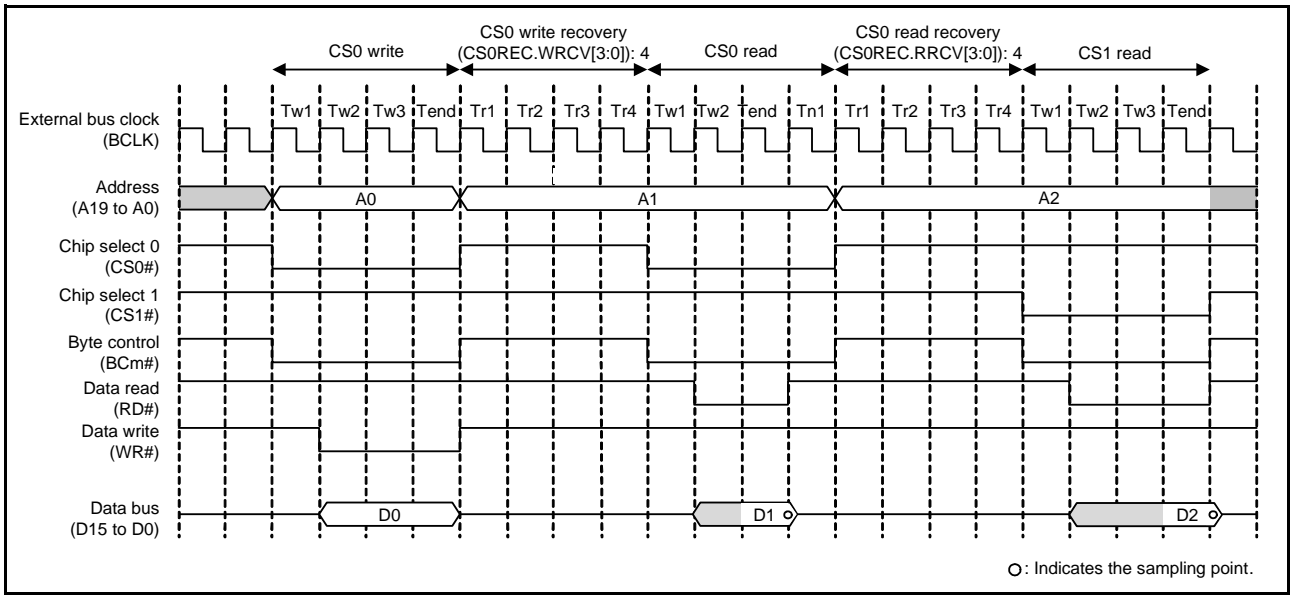 CS0 write
CS0 write recovery
(CS0REC.WRCV[3:0]): 4
CS0 read
CS0 read recovery
(CS0REC.RRCV[3:0]): 4
CS1 read
External bus clock
(BCLK)
Tw1 Tw2 Tw3 Tend Tr1 Tr2 Tr3 Tr4 Tw1 Tw2 Tend Tn1 Tr1 Tr2 Tr3 Tr4 Tw1 Tw2 Tw3 Tend
Address
(A19 to A0)
A0 A1 A2
Chip select 0
(CS0#)
Chip select 1
(CS1#)
Byte control
(BCm#)
Data read
(RD#)
Data write
(WR#)
Data bus
(D15 to D0)
D0 D1 D2
: Indicates the sampling point.